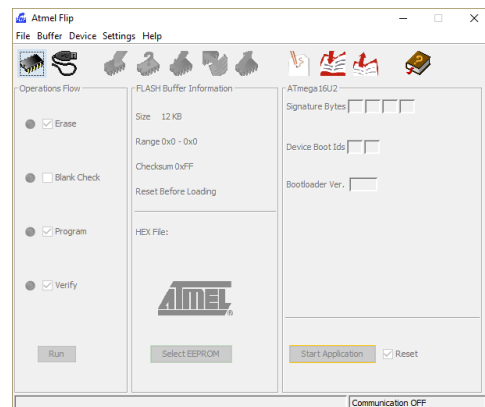 Atmel Flip
File Buffer Device Settings Help
Operations Flow
Erase
Blank Check
Program
Verify
Run
FLASH Buffer Information
Size 12 KB
Range 0x0 - 0x0
Checksum 0xFF
Reset Before Loading
HEX File:
ATMEL
®
Select EEPROM
ATmega16U2
Signature Bytes
Device Boot Ids
Bootloader Ver.
Start Application
Reset
Communication OFF